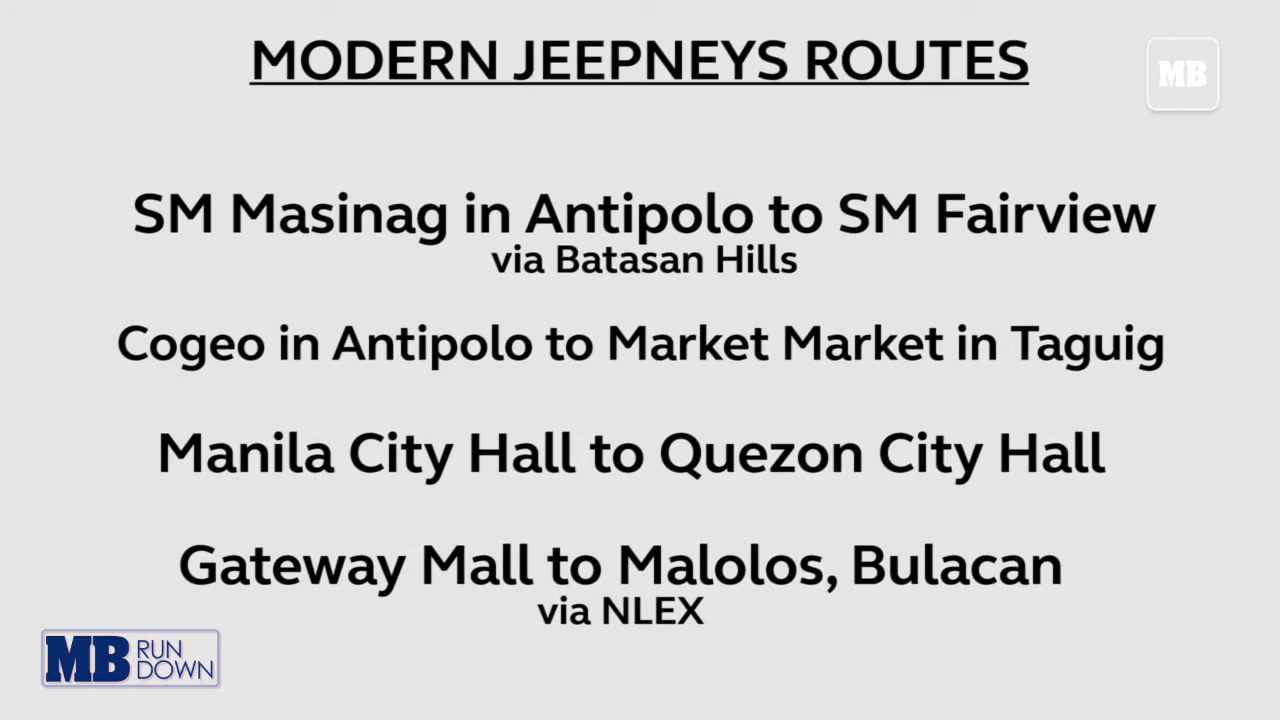 MODERN JEEPNEYS ROUTES
MB
SM Masinag in Antipolo to SM Fairview
via Batasan Hills
Cogeo in Antipolo to Market Market in Taguig
Manila City Hall to Quezon City Hall
Gateway Mall to Malolos, Bulacan
via NLEX
MB RUN DOWN